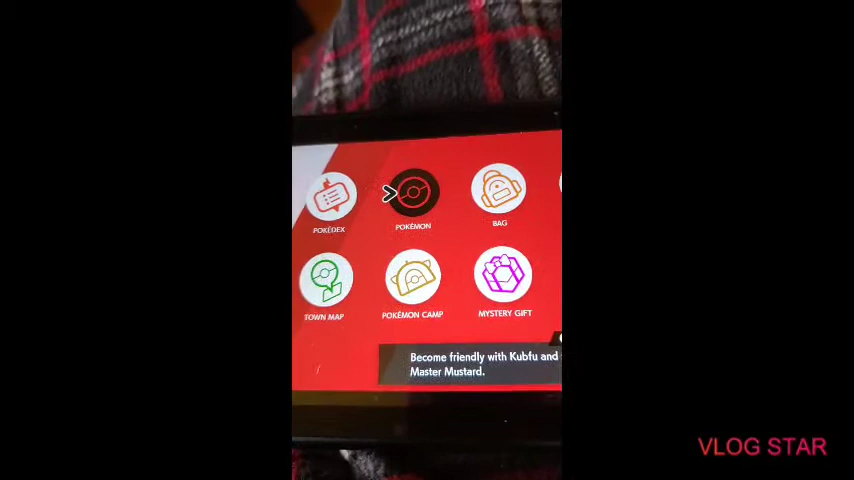 POKÉDEX
POKÉMON
BAG
TOWN MAP
POKÉMON CAMP
MYSTERY GIFT
Become friendly with Kubfu and
Master Mustard.
VLOG STAR